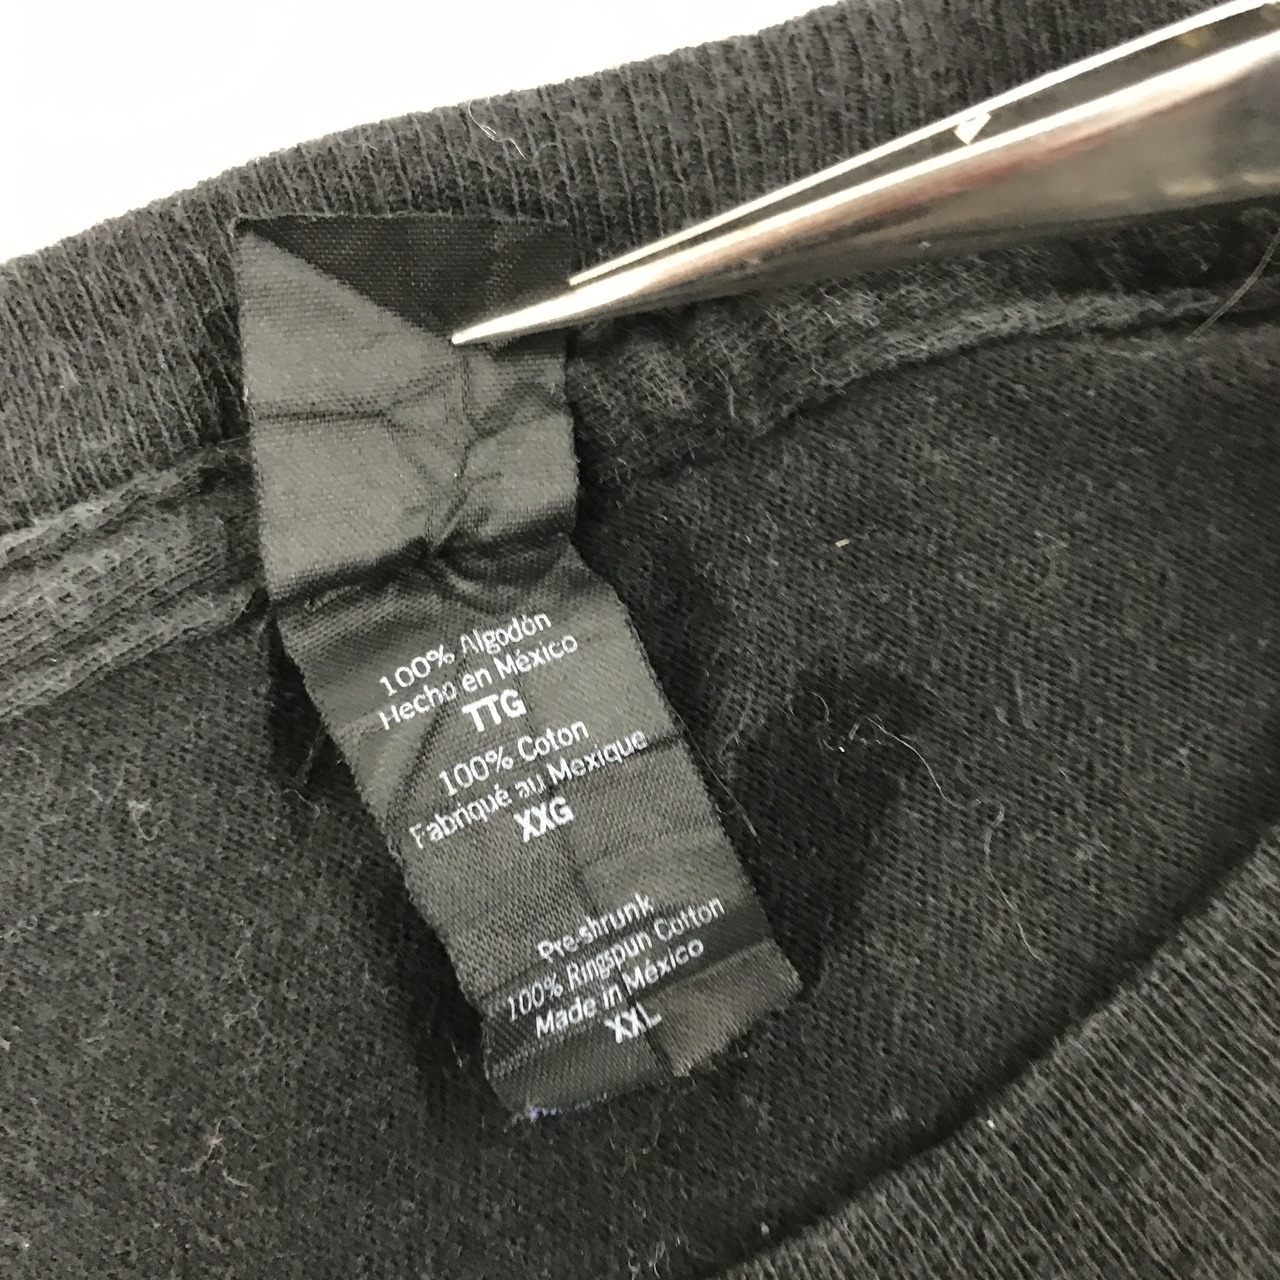 100% Algodón
Hecho en México
TTG
100% Coton
Fabriqué au Mexique
XXG
Pre-shrunk
100% Ringspun Cotton
Made in México
XXL